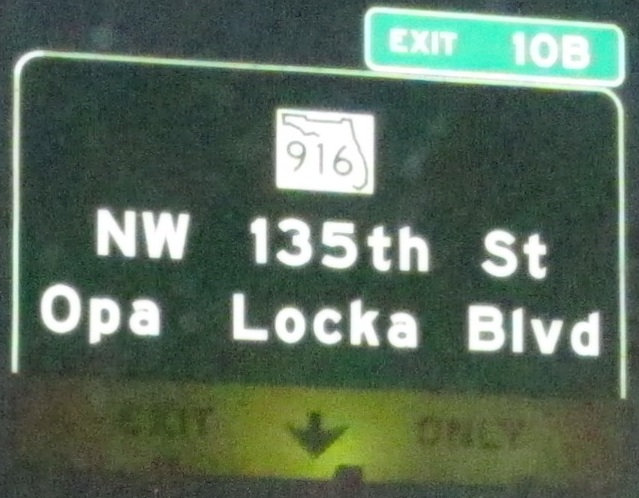 EXIT 10B
916
NW 135th St
Opa Locka Blvd
EXIT ONLY